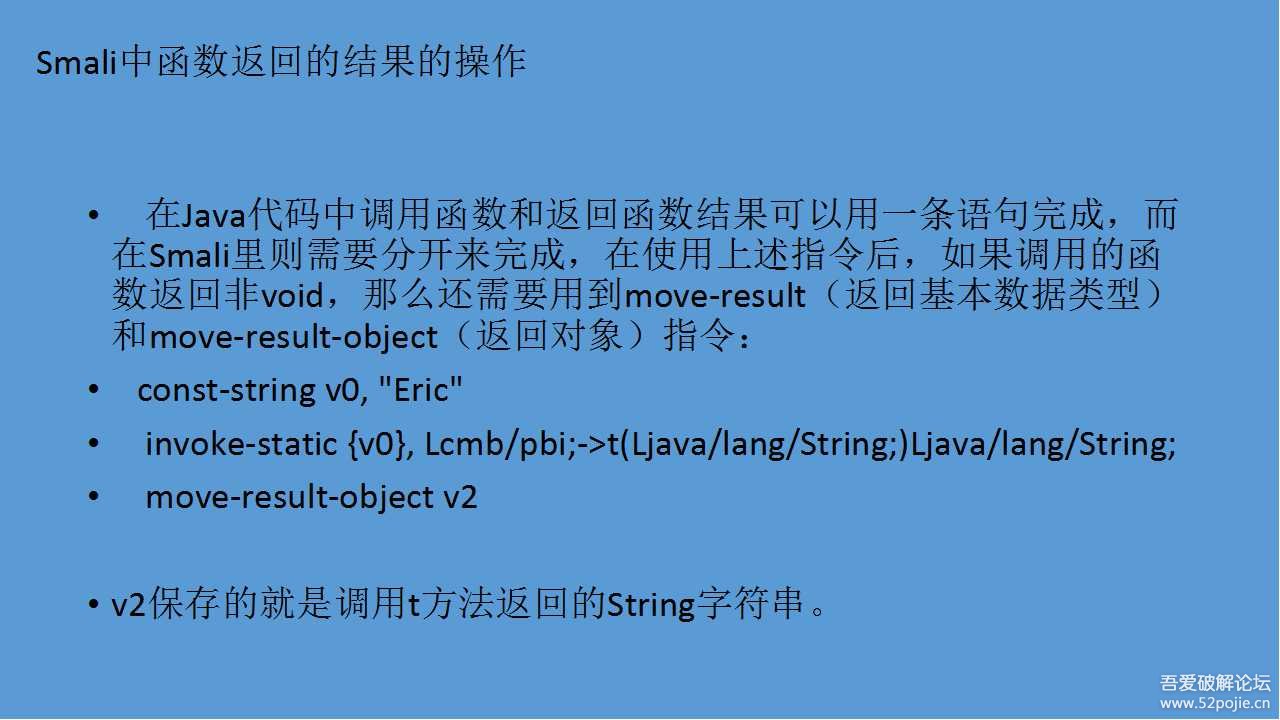 Smali中函数返回的结果的操作
• 在Java代码中调用函数和返回函数结果可以用一条语句完成，而
在Smali里则需要分开来完成，在使用上述指令后，如果调用的函
数返回非void，那么还需要用到move-result（返回基本数据类型）
和move-result-object（返回对象）指令：
• const-string v0, "Eric"
• invoke-static {v0}, Lcmb/pbi;->t(Ljava/lang/String;)Ljava/lang/String;
• move-result-object v2
• v2保存的就是调用t方法返回的String字符串。
吾爱破解论坛
www.52pojie.cn